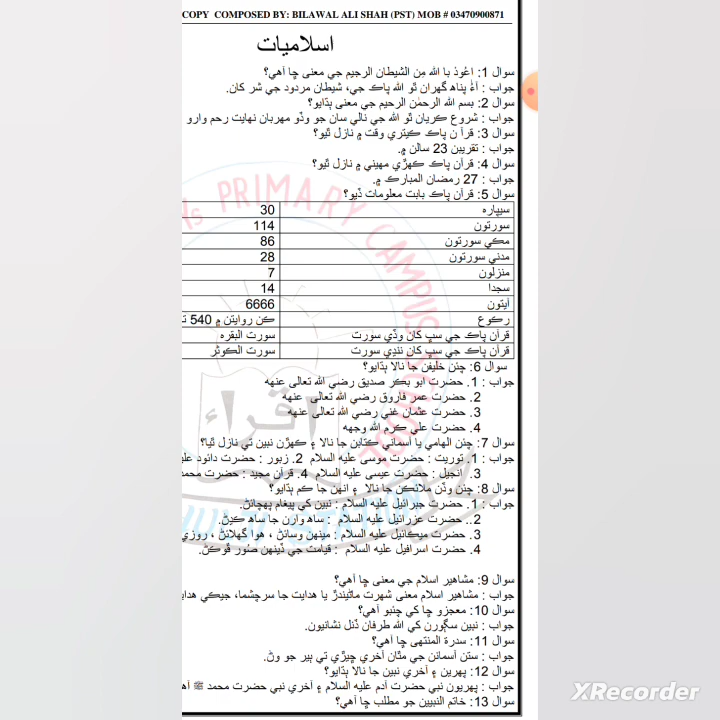 COPY COMPOSED BY: BILAWAL ALI SHAH (PST) MOB # 03470900871
اسلاميات
سوال 1: اعُوذ با الله مِن الشيطان الرجيم جي معنى ڇا آهي؟
جواب : آءُ پناهه گهران ٿو الله پاڪ جي، شيطان مردود جي شر کان.
سوال 2: بسم الله الرحمٰن الرحيم جي معنى ٻڌايو؟
جواب : شروع ڪريان ٿو الله جي نالي سان جو وڏو مهربان نهايت رحم وارو
سوال 3: قرآن پاڪ ڪيتري وقت ۾ نازل ٿيو؟
جواب : تقريبن 23 سالن ۾.
سوال 4: قرآن پاڪ ڪهڙي مهيني ۾ نازل ٿيو؟
جواب : 27 رمضان المبارڪ ۾.
سوال 5: قرآن پاڪ بابت معلومات ڏيو؟
سيپاره 30
سورتون 114
مڪي سورتون 86
مدني سورتون 28
منزلون 7
سجدا 14
آيتون 6666
رڪوع ڪن روايتن ۾ 540
قرآن پاڪ جي سڀ کان وڏي سورت سورت البقره
قرآن پاڪ جي سڀ کان ننڍي سورت سورت الڪوثر
سوال 6: چئن خليفن جا نالا ٻڌايو؟
جواب : 1. حضرت ابو بڪر صديق رضي الله تعالى عنهه
2. حضرت عمر فاروق رضي الله تعالى عنهه
3. حضرت عثمان غني رضي الله تعالى عنهه
4. حضرت علي ڪرم الله وجهه
سوال 7: چئن الهامي يا آسماني ڪتابن جا نالا ۽ ڪهڙن نبين تي نازل ٿيا؟
جواب : 1. توريت : حضرت موسى عليه السلام 2. زبور : حضرت دائود
3. انجيل : حضرت عيسى عليه السلام 4. قرآن مجيد : حضرت محمد
سوال 8: چئن وڏن ملائڪن جا نالا ۽ انهن جا ڪم ٻڌايو؟
جواب : 1. حضرت جبرائيل عليه السلام : نبين کي پيغام پهچائڻ.
2.. حضرت عزرائيل عليه السلام : ساهه وارن جا ساهه ڪڍڻ.
3. حضرت ميڪائيل عليه السلام : مينهن وسائڻ ، هوا گهلائڻ ، روزي
4. حضرت اسرافيل عليه السلام : قيامت جي ڏينهن صُور ڦوڪڻ.
سوال 9: مشاهير اسلام جي معنى ڇا آهي؟
جواب : مشاهير اسلام معنى شهرت ماڻيندڙ يا هدايت جا سرچشما، جيڪي
سوال 10: معجزو ڇا کي چئبو آهي؟
جواب : نبين سڳورن کي الله طرفان ڏنل نشانيون.
سوال 11: سدرة المنتهى ڇا آهي؟
جواب : ستن آسمانن جي مٿان آخري ڇيڙي تي ٻير جو وڻ.
سوال 12: پهرين ۽ آخري نبين جا نالا ٻڌايو؟
جواب : پهريون نبي حضرت آدم عليه السلام ۽ آخري نبي حضرت محمد ﷺ
سوال 13: خاتم النبيين جو مطلب ڇا آهي؟
PRIMARY CAMPUS
اقراء
XRecorder